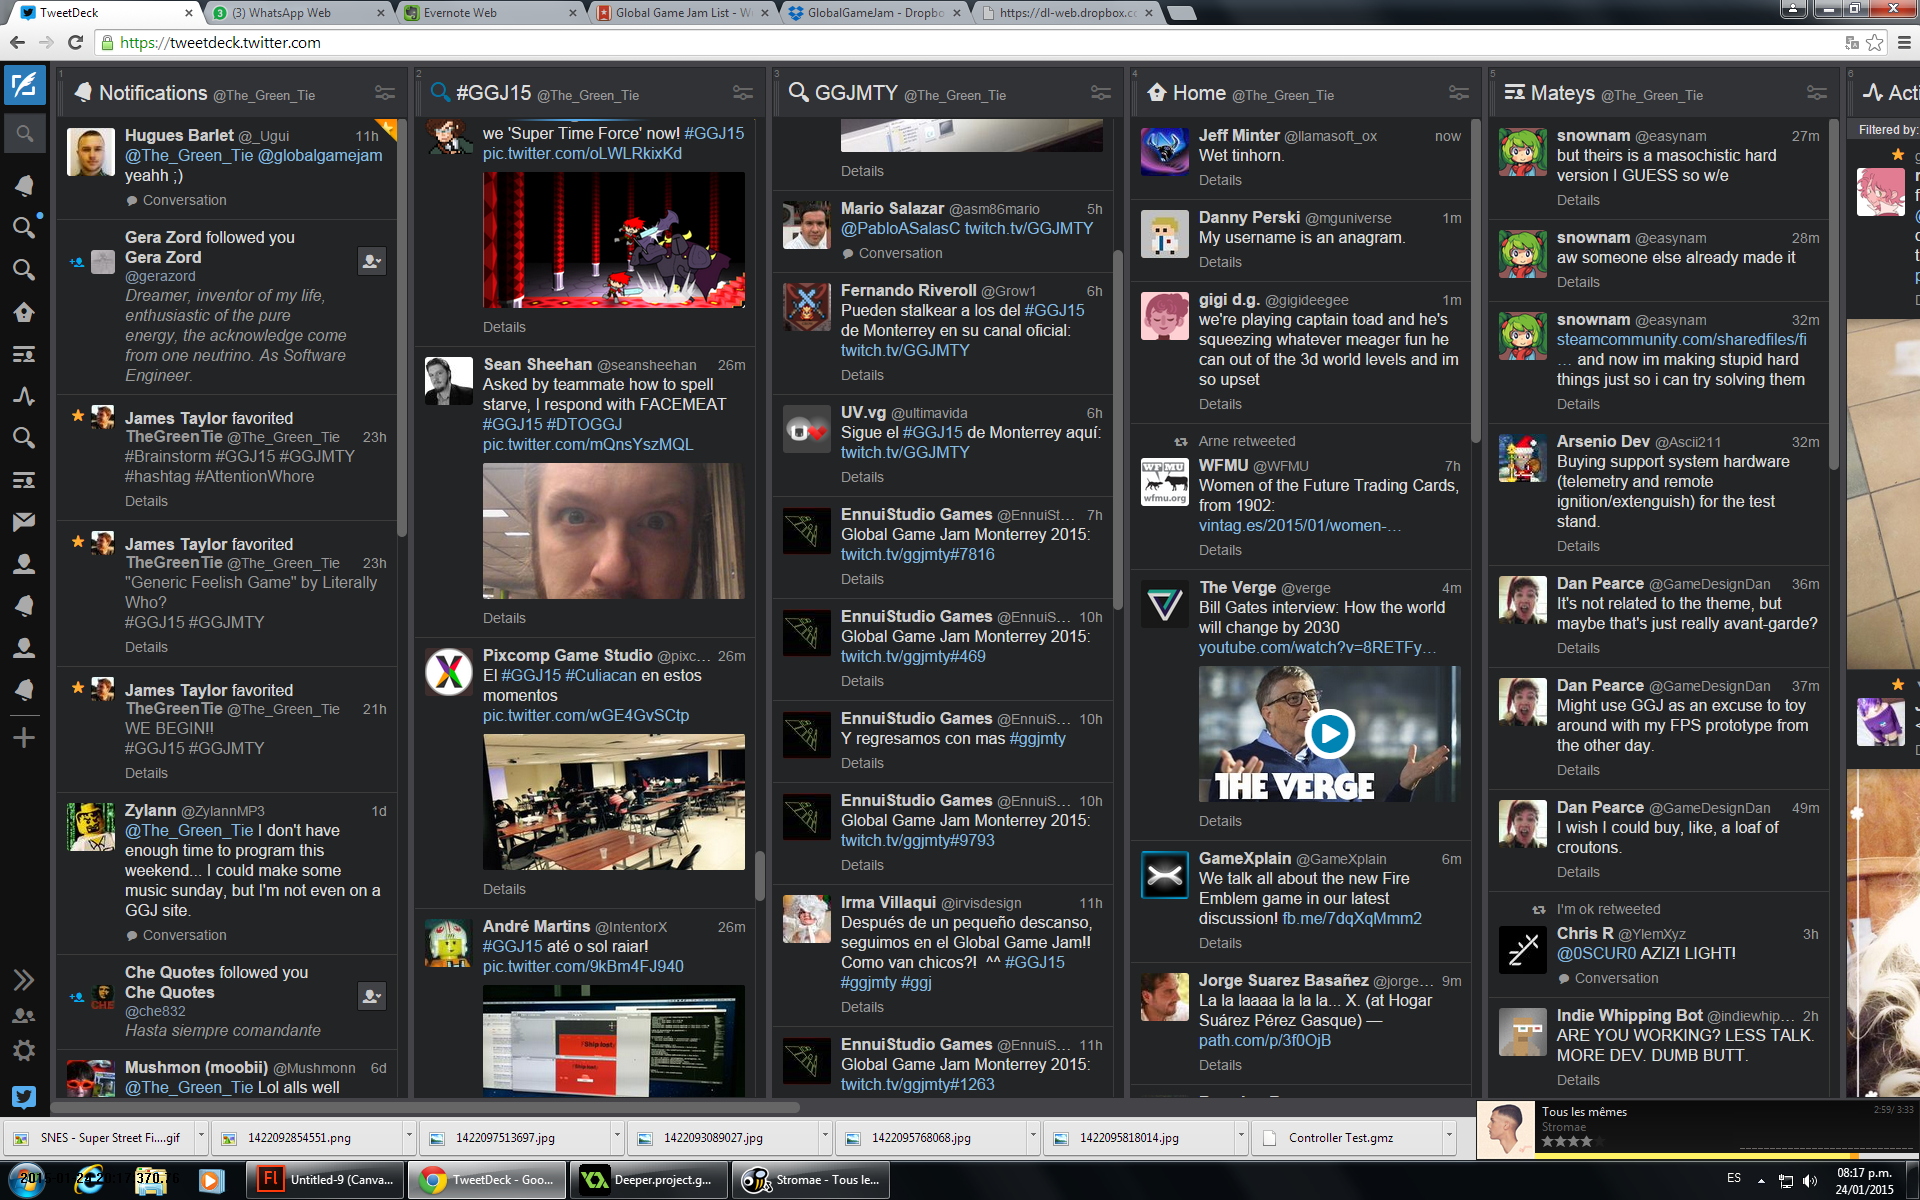 TweetDeck
(3) WhatsApp Web
Evernote Web
Global Game Jam List - W
GlobalGameJam - Dropbo
https://dl-web.dropbox.c
https://tweetdeck.twitter.com
1
Notifications @The_Green_Tie
Hugues Barlet @_Ugui 11h
@The_Green_Tie @globalgamejam
yeahh ;)
Conversation
Gera Zord followed you
Gera Zord
@gerazord
Dreamer, inventor of my life,
enthusiastic of the pure
energy, the acknowledge come
from one neutrino. As Software
Engineer.
James Taylor favorited
TheGreenTie @The_Green_Tie 23h
#Brainstorm #GGJ15 #GGJMTY
#hashtag #AttentionWhore
Details
James Taylor favorited
TheGreenTie @The_Green_Tie 23h
"Generic Feelish Game" by Literally
Who?
#GGJ15 #GGJMTY
Details
James Taylor favorited
TheGreenTie @The_Green_Tie 21h
WE BEGIN!!
#GGJ15 #GGJMTY
Details
Zylann @ZylannMP3 1d
@The_Green_Tie I don't have
enough time to program this
weekend... I could make some
music sunday, but I'm not even on a
GGJ site.
Conversation
Che Quotes followed you
Che Quotes
@che832
Hasta siempre comandante
CHE
Mushmon (moobii) @Mushmonn 6d
@The_Green_Tie Lol alls well
2
#GGJ15 @The_Green_Tie
we 'Super Time Force' now! #GGJ15
pic.twitter.com/oLWLRkixKd
Details
Sean Sheehan @seansheehan 26m
Asked by teammate how to spell
starve, I respond with FACEMEAT
#GGJ15 #DTOGGJ
pic.twitter.com/mQnsYszMQL
Details
Pixcomp Game Studio @pixc... 26m
El #GGJ15 #Culiacan en estos
momentos
pic.twitter.com/wGE4GvSCtp
Details
André Martins @IntentorX 26m
#GGJ15 até o sol raiar!
pic.twitter.com/9kBm4FJ940
Ship lost
3
GGJMTY @The_Green_Tie
Details
Mario Salazar @asm86mario 5h
@PabloASalasC twitch.tv/GGJMTY
Conversation
Fernando Riveroll @Grow1 6h
Pueden stalkear a los del #GGJ15
de Monterrey en su canal oficial:
twitch.tv/GGJMTY
Details
UV.vg @ultimavida 6h
Sigue el #GGJ15 de Monterrey aquí:
twitch.tv/GGJMTY
Details
EnnuiStudio Games @EnnuiSt... 7h
Global Game Jam Monterrey 2015:
twitch.tv/ggjmty#7816
Details
EnnuiStudio Games @EnnuiS... 10h
Global Game Jam Monterrey 2015:
twitch.tv/ggjmty#469
Details
EnnuiStudio Games @EnnuiS... 10h
Y regresamos con mas #ggjmty
Details
EnnuiStudio Games @EnnuiS... 10h
Global Game Jam Monterrey 2015:
twitch.tv/ggjmty#9793
Details
Irma Villaqui @irvisdesign 11h
Después de un pequeño descanso,
seguimos en el Global Game Jam!!
Como van chicos?! ^^ #GGJ15
#ggjmty #ggj
Details
EnnuiStudio Games @EnnuiS... 11h
Global Game Jam Monterrey 2015:
twitch.tv/ggjmty#1263
4
Home @The_Green_Tie
Jeff Minter @llamasoft_ox now
Wet tinhorn.
Details
Danny Perski @mguniverse 1m
My username is an anagram.
Details
gigi d.g. @gigideegee 1m
we're playing captain toad and he's
squeezing whatever meager fun he
can out of the 3d world levels and im
so upset
Details
Arne retweeted
WFMU @WFMU 7h
WFMU
wfmu.org
Women of the Future Trading Cards,
from 1902:
vintag.es/2015/01/women-...
Details
The Verge @verge 4m
Bill Gates interview: How the world
will change by 2030
youtube.com/watch?v=8RETFy...
THE VERGE
Details
GameXplain @GameXplain 6m
We talk all about the new Fire
Emblem game in our latest
discussion! fb.me/7dqXqMmm2
Details
Jorge Suarez Basañez @jorge... 9m
La La laaaa la la la... X. (at Hogar
Suárez Pérez Gasque) —
path.com/p/3f0OjB
Details
5
Mateys @The_Green_Tie
snownam @easynam 27m
but theirs is a masochistic hard
version I GUESS so w/e
Details
snownam @easynam 28m
aw someone else already made it
Details
snownam @easynam 32m
steamcommunity.com/sharedfiles/fi
... and now im making stupid hard
things just so i can try solving them
Details
Arsenio Dev @Ascii211 32m
Buying support system hardware
(telemetry and remote
ignition/extenguish) for the test
stand.
Details
Dan Pearce @GameDesignDan 36m
It's not related to the theme, but
maybe that's just really avant-garde?
Details
Dan Pearce @GameDesignDan 37m
Might use GGJ as an excuse to toy
around with my FPS prototype from
the other day.
Details
Dan Pearce @GameDesignDan 49m
I wish I could buy, like, a loaf of
croutons.
Details
I'm ok retweeted
Chris R @YlemXyz 3h
@0SCUR0 AZIZ! LIGHT!
Conversation
Indie Whipping Bot @indiewhip... 2h
ARE YOU WORKING? LESS TALK.
MORE DEV. DUMB BUTT.
Details
6
Acti
Filtered by:
SNES - Super Street Fi....gif
1422092854551.png
1422097513697.jpg
1422093089027.jpg
1422095768068.jpg
1422095818014.jpg
Controller Test.gmz
Tous les mêmes
Stromae
2:59/ 3:33
2015-01-24 20:17:370.76
Untitled-9 (Canva...
TweetDeck - Goo...
Deeper.project.g...
Stromae - Tous le...
ES
08:17 p.m.
24/01/2015